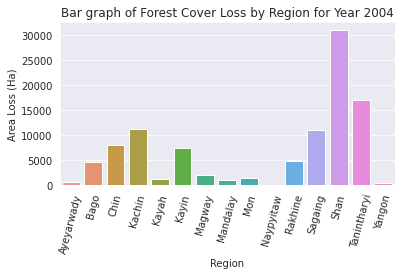 Bar graph of Forest Cover Loss by Region for Year 2004
Area Loss (Ha)
30000
25000
20000
15000
10000
5000
0
Ayeyarwady
Bago
Chin
Kachin
Kayah
Kayin
Magway
Mandalay
Mon
Naypyitaw
Rakhine
Sagaing
Shan
Tanintharyi
Yangon
Region